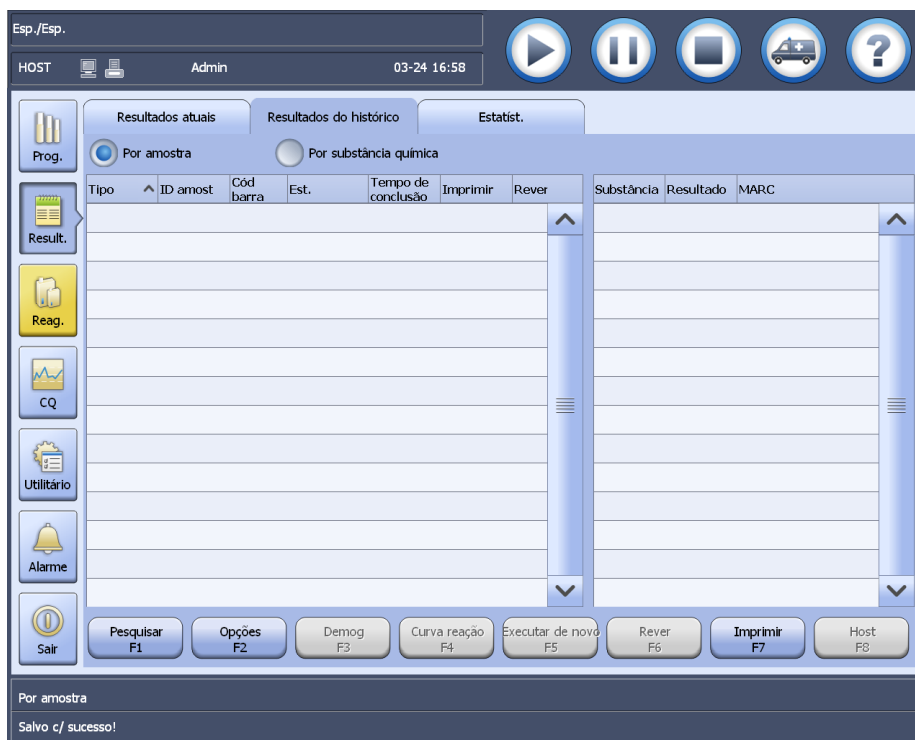 Esp./Esp.
HOST Admin 03-24 16:58
?
Resultados atuais Resultados do histórico Estatíst.
Por amostra Por substância química
Tipo ID amost Cód barra Est. Tempo de conclusão Imprimir Rever Substância Resultado MARC
Prog.
Result.
Reag.
CQ
Utilitário
Alarme
Sair
Pesquisar F1
Opções F2
Demog F3
Curva reação F4
Executar de novo F5
Rever F6
Imprimir F7
Host F8
Por amostra
Salvo c/ sucesso!